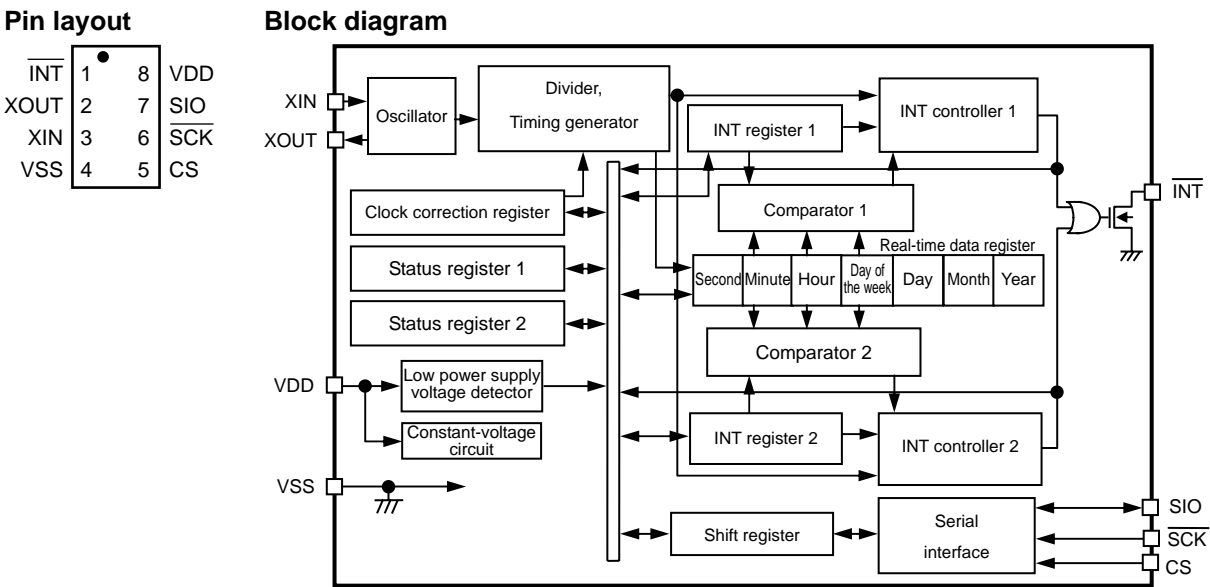 Pin layout
INT 1 8 VDD
XOUT 2 7 SIO
XIN 3 6 SCK
VSS 4 5 CS
Block diagram
XIN
XOUT
Oscillator
Divider,
Timing generator
INT register 1
INT controller 1
Clock correction register
Comparator 1
INT
Status register 1
Real-time data register
Second
Minute
Hour
Day of
the week
Day
Month
Year
Status register 2
Comparator 2
VDD
Low power supply
voltage detector
Constant-voltage
circuit
INT register 2
INT controller 2
VSS
Shift register
Serial
interface
SIO
SCK
CS